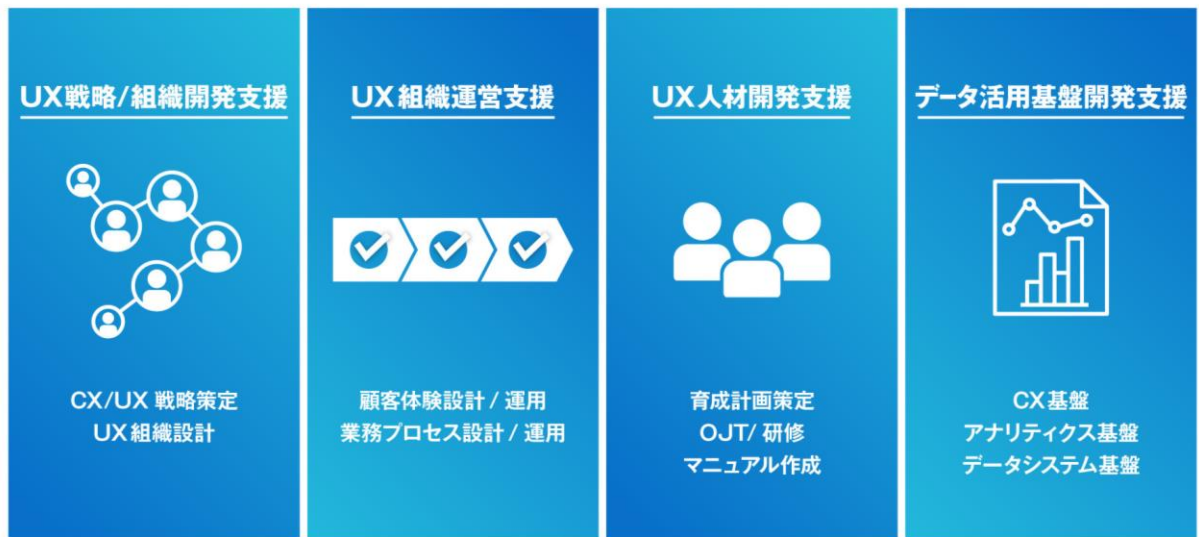 UX戦略/組織開発支援
CX/UX 戦略策定
UX組織設計
UX組織運営支援
顧客体験設計 / 運用
業務プロセス設計 / 運用
UX人材開発支援
育成計画策定
OJT/ 研修
マニュアル作成
データ活用基盤開発支援
CX基盤
アナリティクス基盤
データシステム基盤